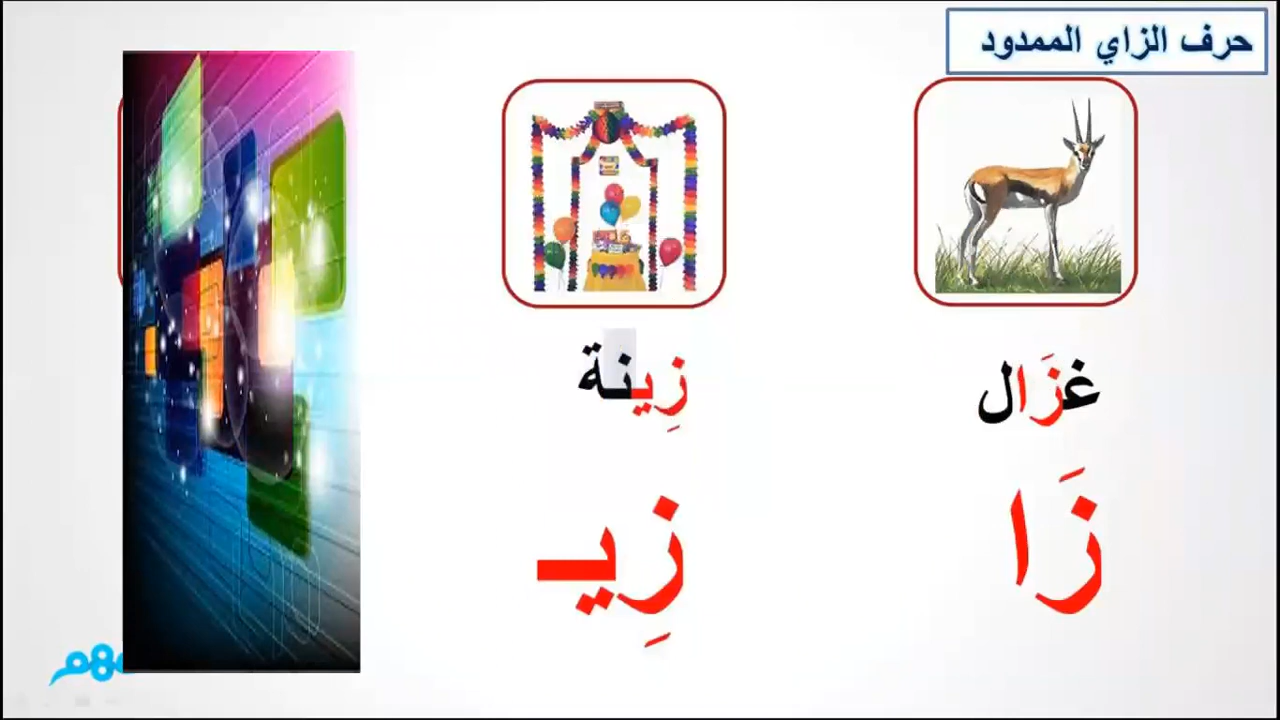 حرف الزاي الممدود
غزَال
زِينة
زَا
زِيـ